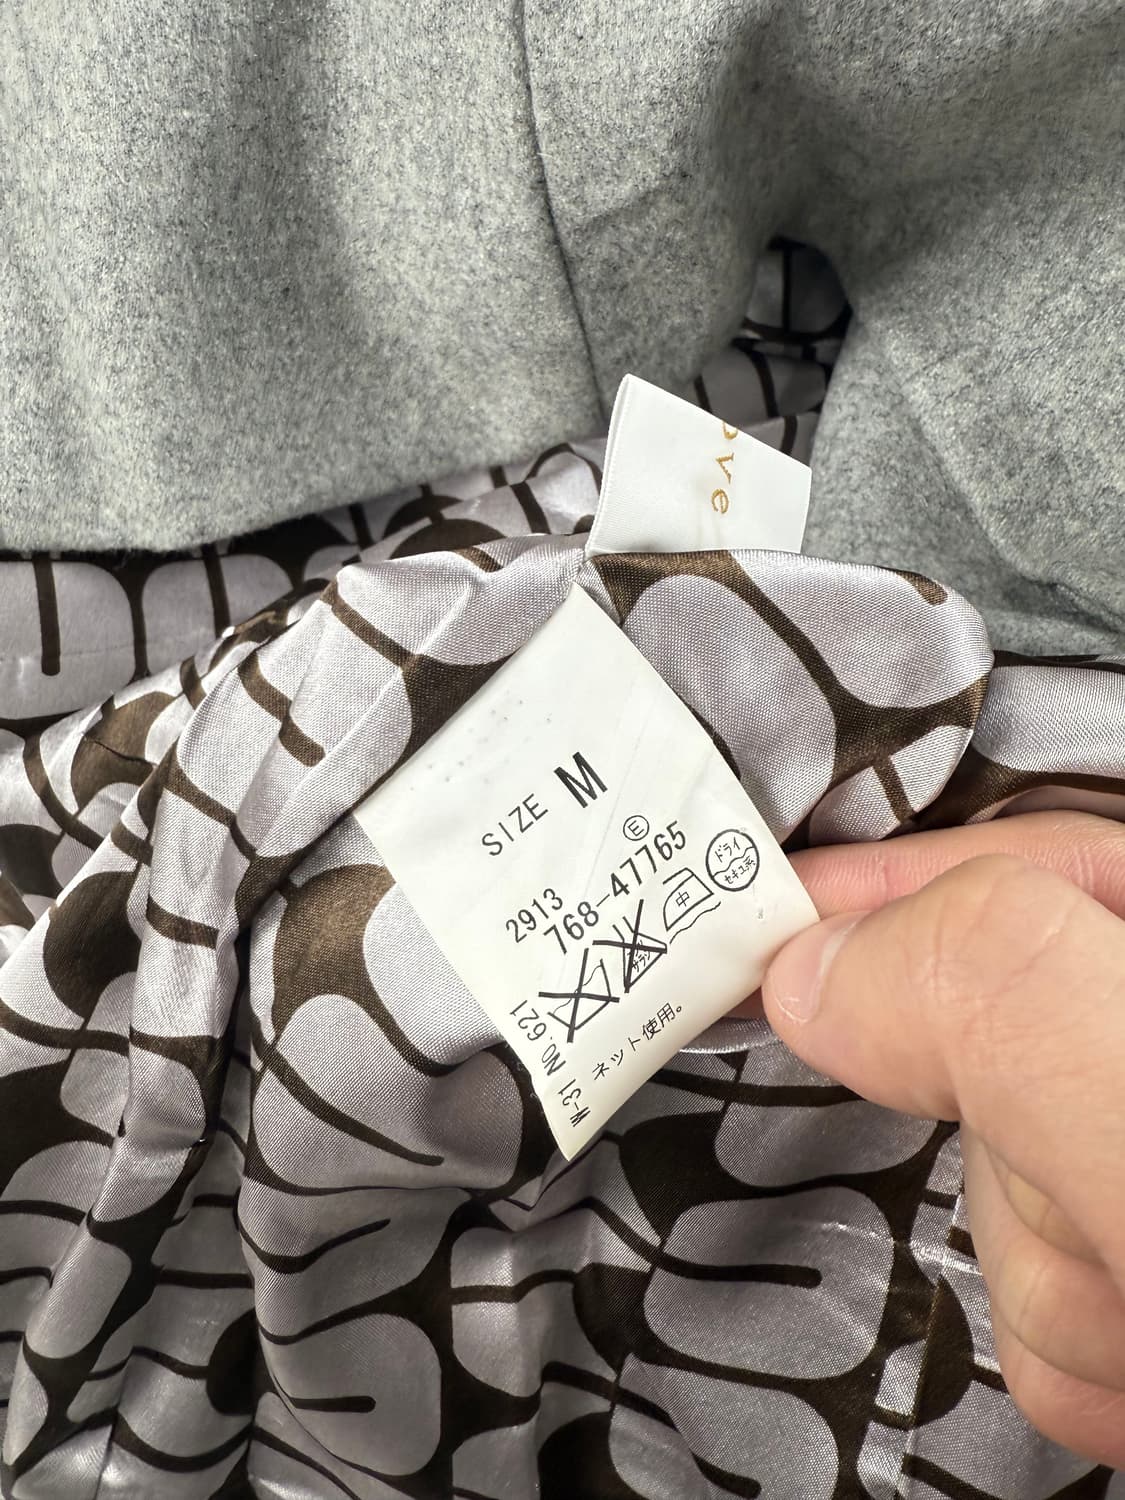 ove
SIZE M
Ⓔ
2913
768-47765
中
ドライ
セキユ系
NO.621
W-31 ネット使用。